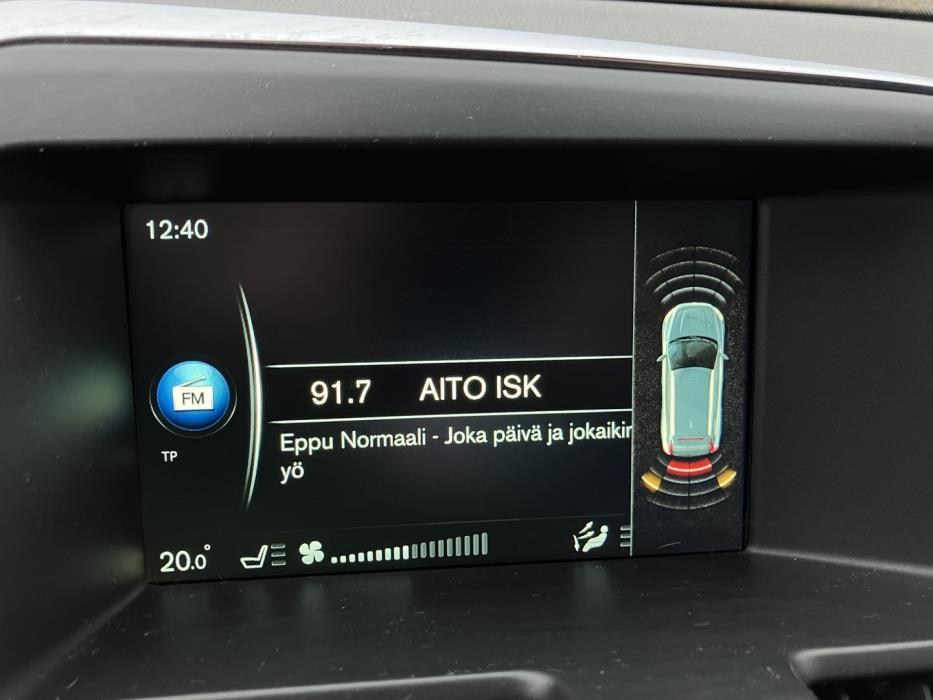 12:40
91.7 AITO ISK
FM
Eppu Normaali - Joka päivä ja jokaikin
yö
TP
20.0°